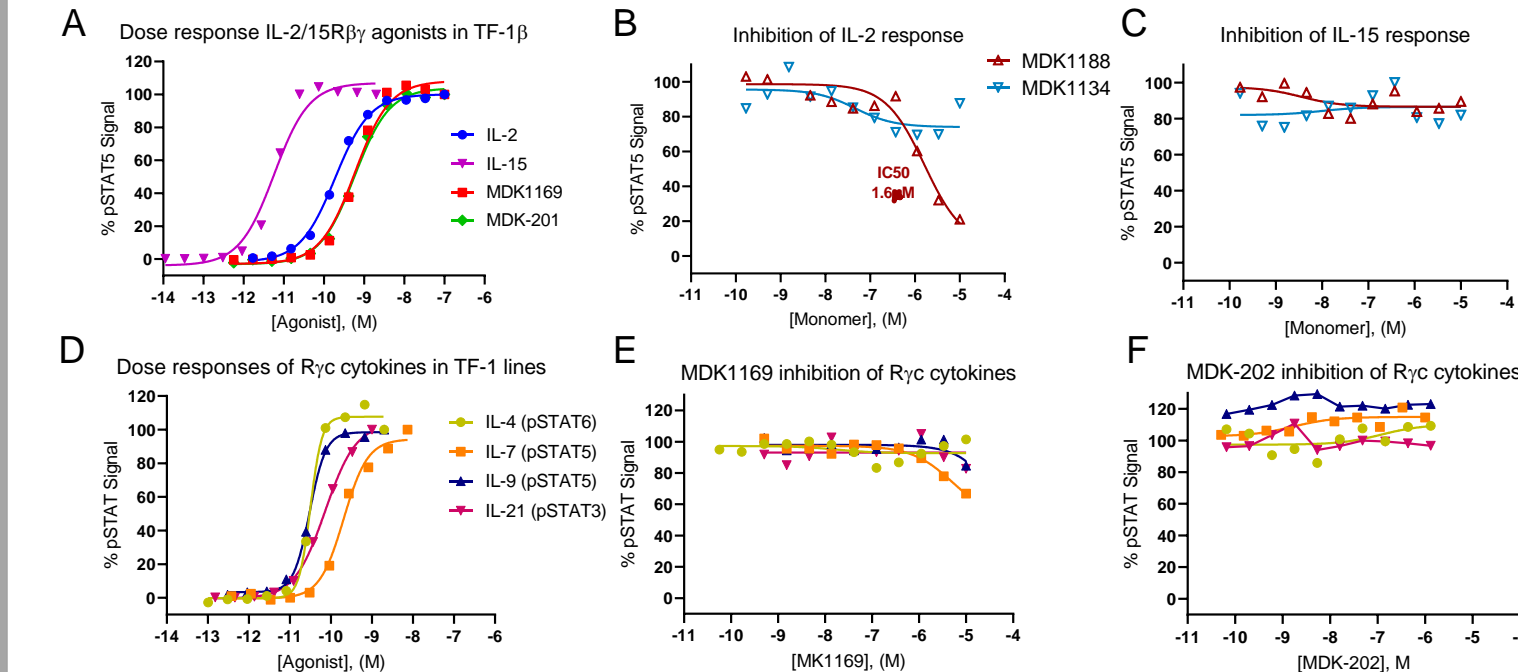 A
Dose response IL-2/15Rβγ agonists in TF-1β
% pSTAT5 Signal
120
100
80
60
40
20
0
-14 -13 -12 -11 -10 -9 -8 -7 -6
[Agonist], (M)
IL-2
IL-15
MDK1169
MDK-201
B
Inhibition of IL-2 response
% pSTAT5 Signal
100
80
60
40
20
0
-11 -10 -9 -8 -7 -6 -5 -4
[Monomer], (M)
IC50
1.6μM
MDK1188
MDK1134
C
Inhibition of IL-15 response
% pSTAT5 Signal
100
80
60
40
20
0
-11 -10 -9 -8 -7 -6 -5 -4
[Monomer], (M)
D
Dose responses of Rγc cytokines in TF-1 lines
% pSTAT Signal
120
100
80
60
40
20
0
-14 -13 -12 -11 -10 -9 -8 -7 -6
[Agonist], (M)
IL-4 (pSTAT6)
IL-7 (pSTAT5)
IL-9 (pSTAT5)
IL-21 (pSTAT3)
E
MDK1169 inhibition of Rγc cytokines
% pSTAT Signal
120
100
80
60
40
20
0
-11 -10 -9 -8 -7 -6 -5 -4
[MK1169], (M)
F
MDK-202 inhibition of Rγc cytokines
% pSTAT Signal
120
100
80
60
40
20
0
-11 -10 -9 -8 -7 -6 -5
[MDK-202], M